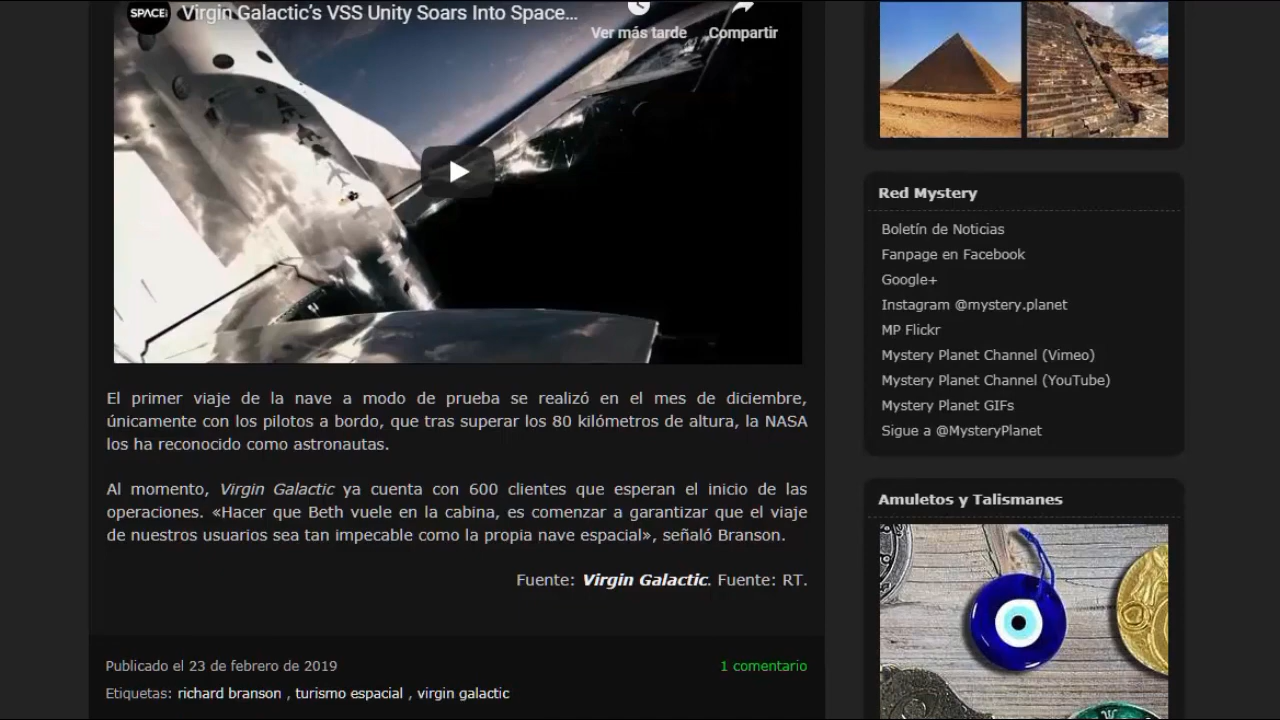 SPACE
Virgin Galactic’s VSS Unity Soars Into Space...
Ver más tarde
Compartir
El primer viaje de la nave a modo de prueba se realizó en el mes de diciembre,
únicamente con los pilotos a bordo, que tras superar los 80 kilómetros de altura, la NASA
los ha reconocido como astronautas.
Al momento, Virgin Galactic ya cuenta con 600 clientes que esperan el inicio de las
operaciones. «Hacer que Beth vuele en la cabina, es comenzar a garantizar que el viaje
de nuestros usuarios sea tan impecable como la propia nave espacial», señaló Branson.
Fuente: Virgin Galactic. Fuente: RT.
Publicado el 23 de febrero de 2019
1 comentario
Etiquetas: richard branson , turismo espacial , virgin galactic
Red Mystery
Boletín de Noticias
Fanpage en Facebook
Google+
Instagram @mystery.planet
MP Flickr
Mystery Planet Channel (Vimeo)
Mystery Planet Channel (YouTube)
Mystery Planet GIFs
Sigue a @MysteryPlanet
Amuletos y Talismanes